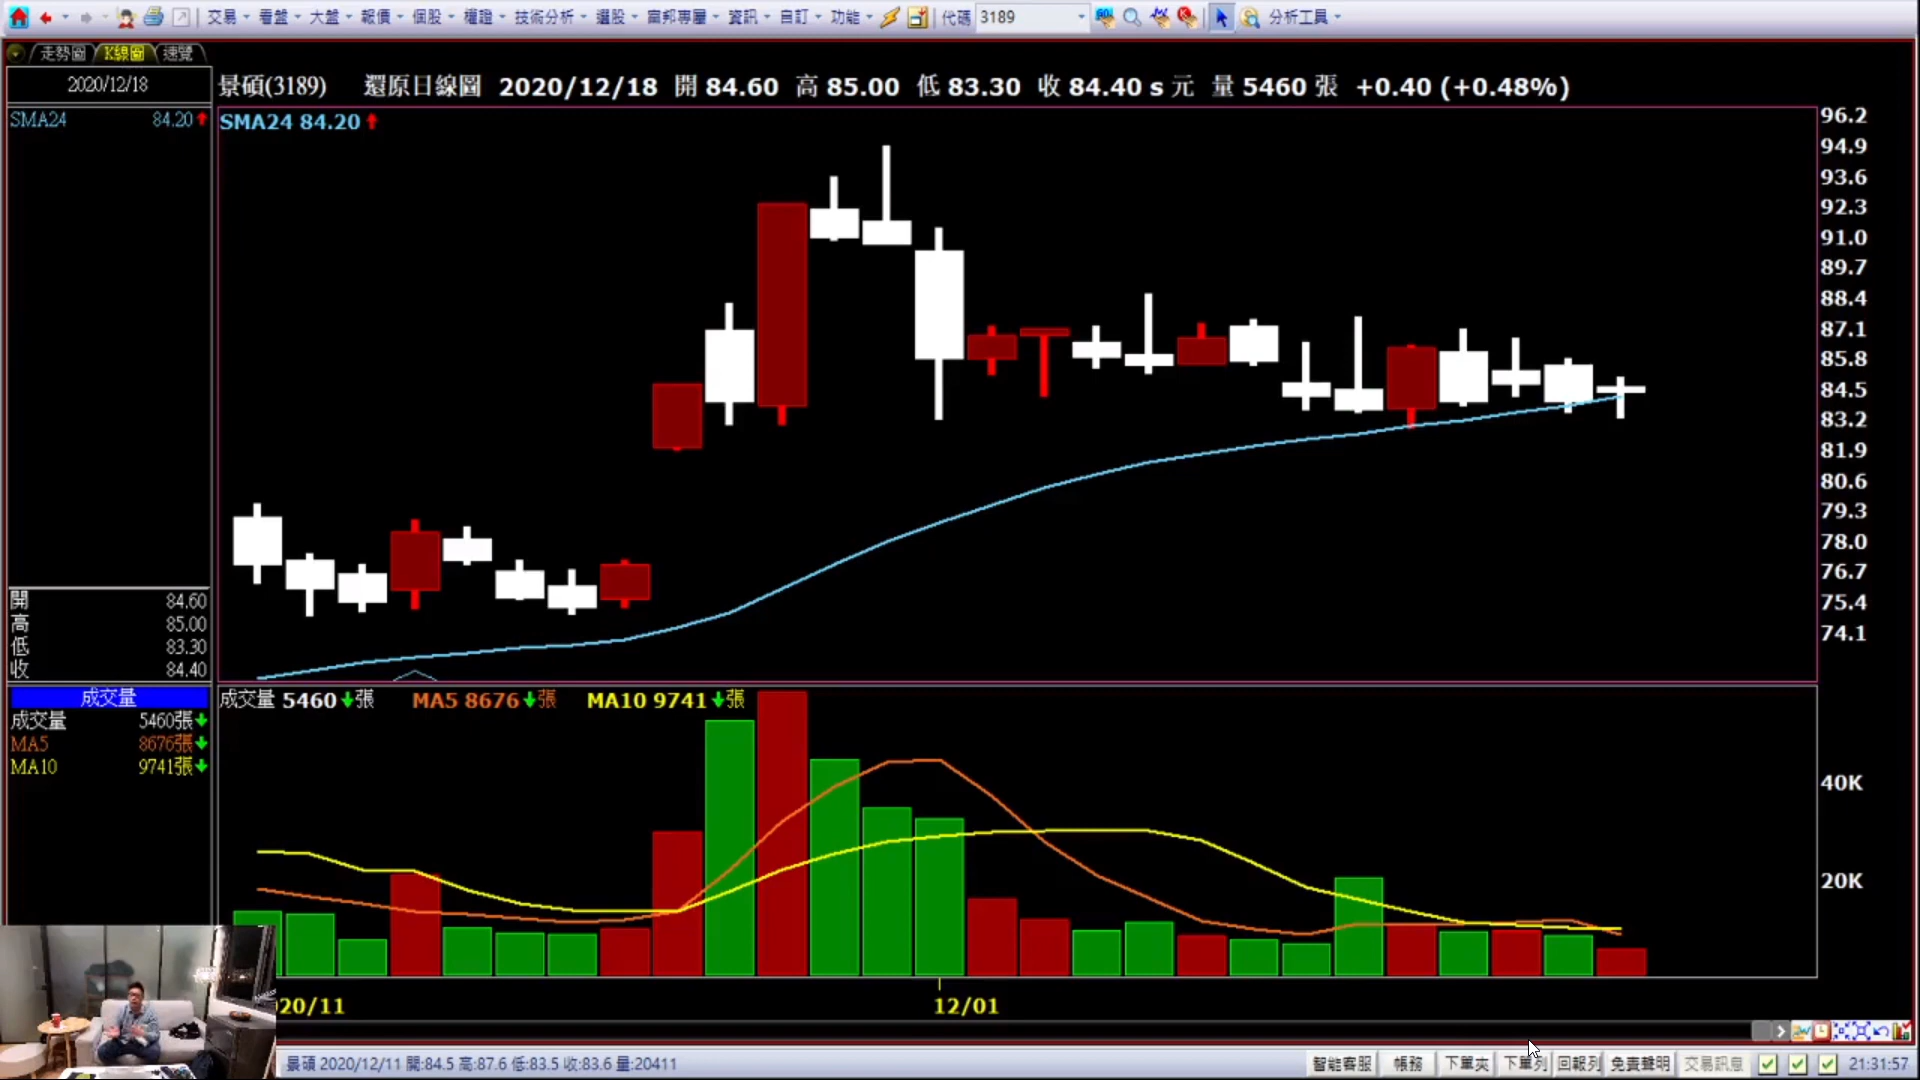 交易 看盤 大盤 報價 個股 權證 技術分析 選股 資訊 自訂 功能 代碼 3189 分析工具
走勢圖 K線圖 速覽
2020/12/18
景碩(3189) 還原日線圖 2020/12/18 開 84.60 高 85.00 低 83.30 收 84.40 s 元 量 5460 張 +0.40 (+0.48%)
SMA24 84.20
SMA24 84.20
96.2
94.9
93.6
92.3
91.0
89.7
88.4
87.1
85.8
84.5
83.2
81.9
80.6
79.3
78.0
76.7
75.4
74.1
開 84.60
高 85.00
低 83.30
收 84.40
成交量
成交量 5460張
MA5 8676張
MA10 9741張
成交量 5460 張 MA5 8676 張 MA10 9741 張
40K
20K
20/11
12/01
景碩 2020/12/11 開:84.5 高:87.6 低:83.5 收:83.6 量:20411
智能客服 帳務 下單夾 下單列 回報列 免責聲明 交易訊息 21:31:57